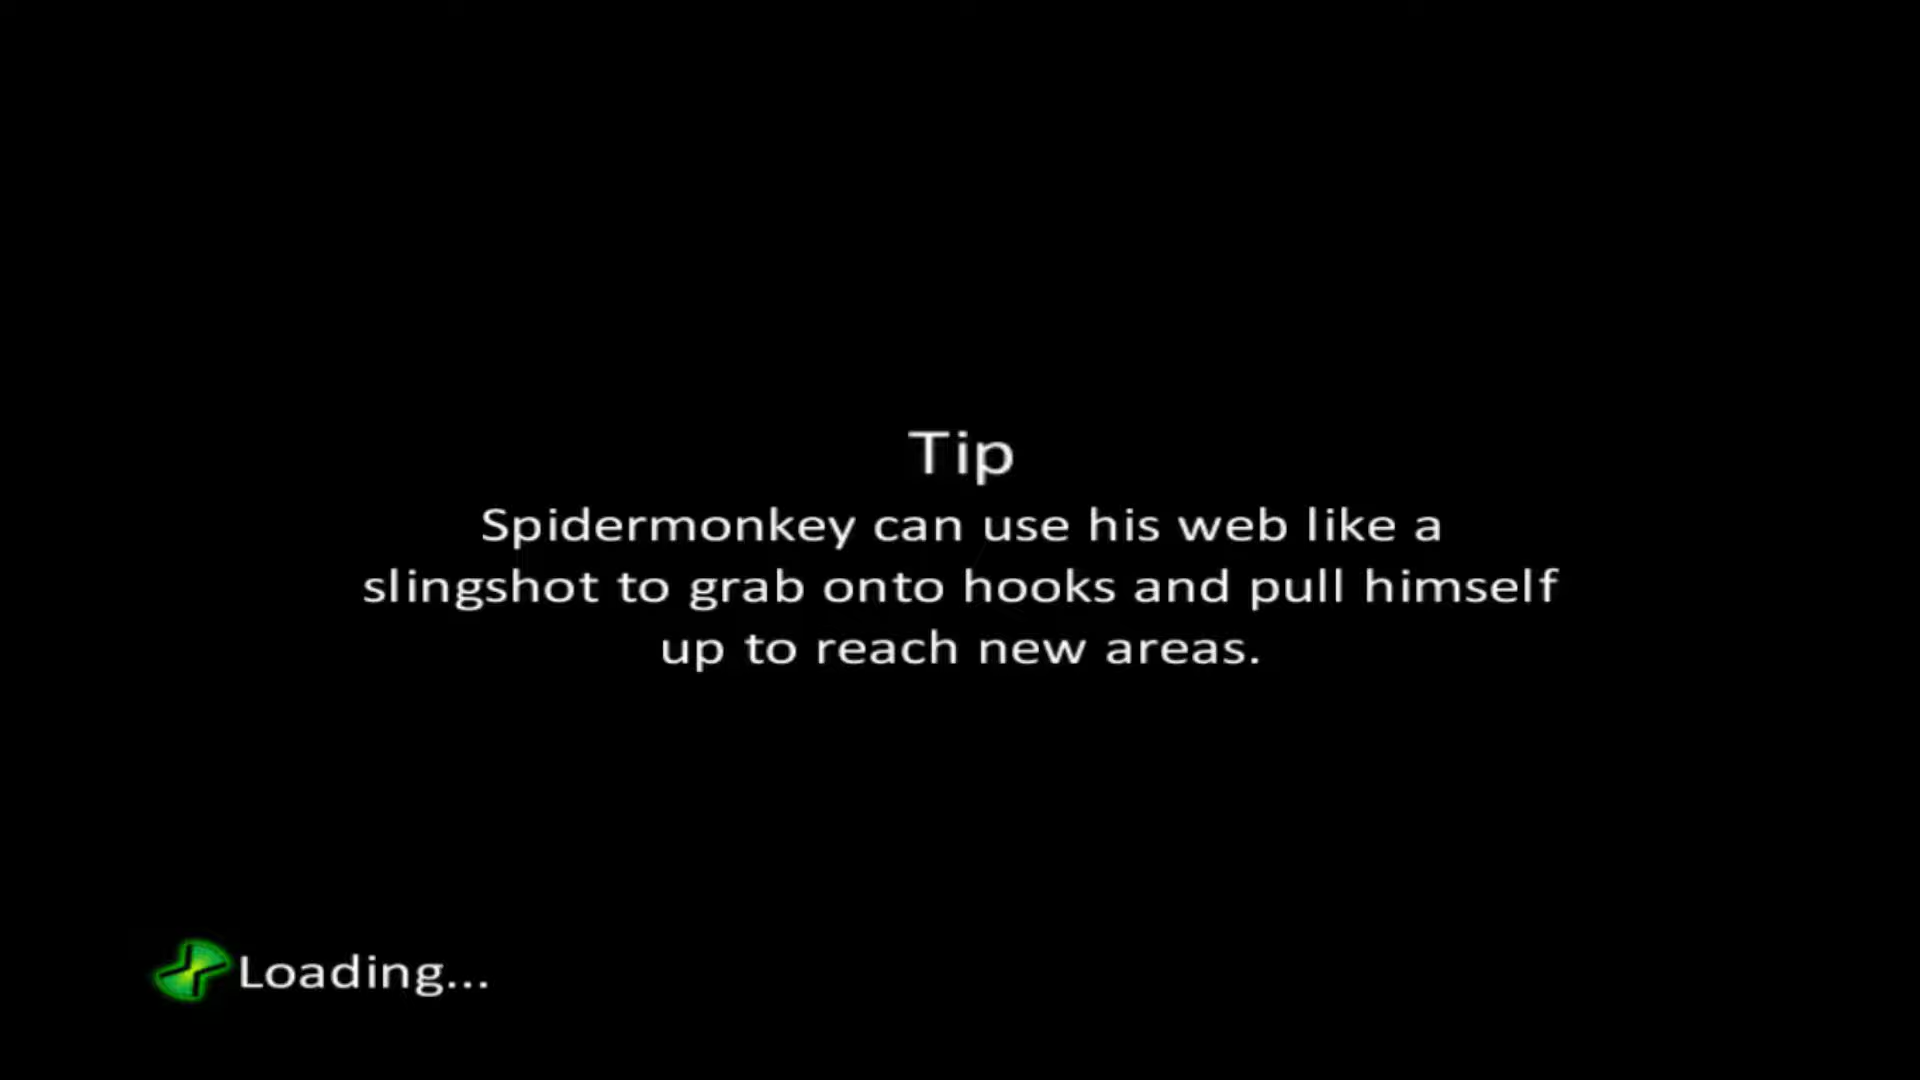 Tip
Spidermonkey can use his web like a
slingshot to grab onto hooks and pull himself
up to reach new areas.
Loading...